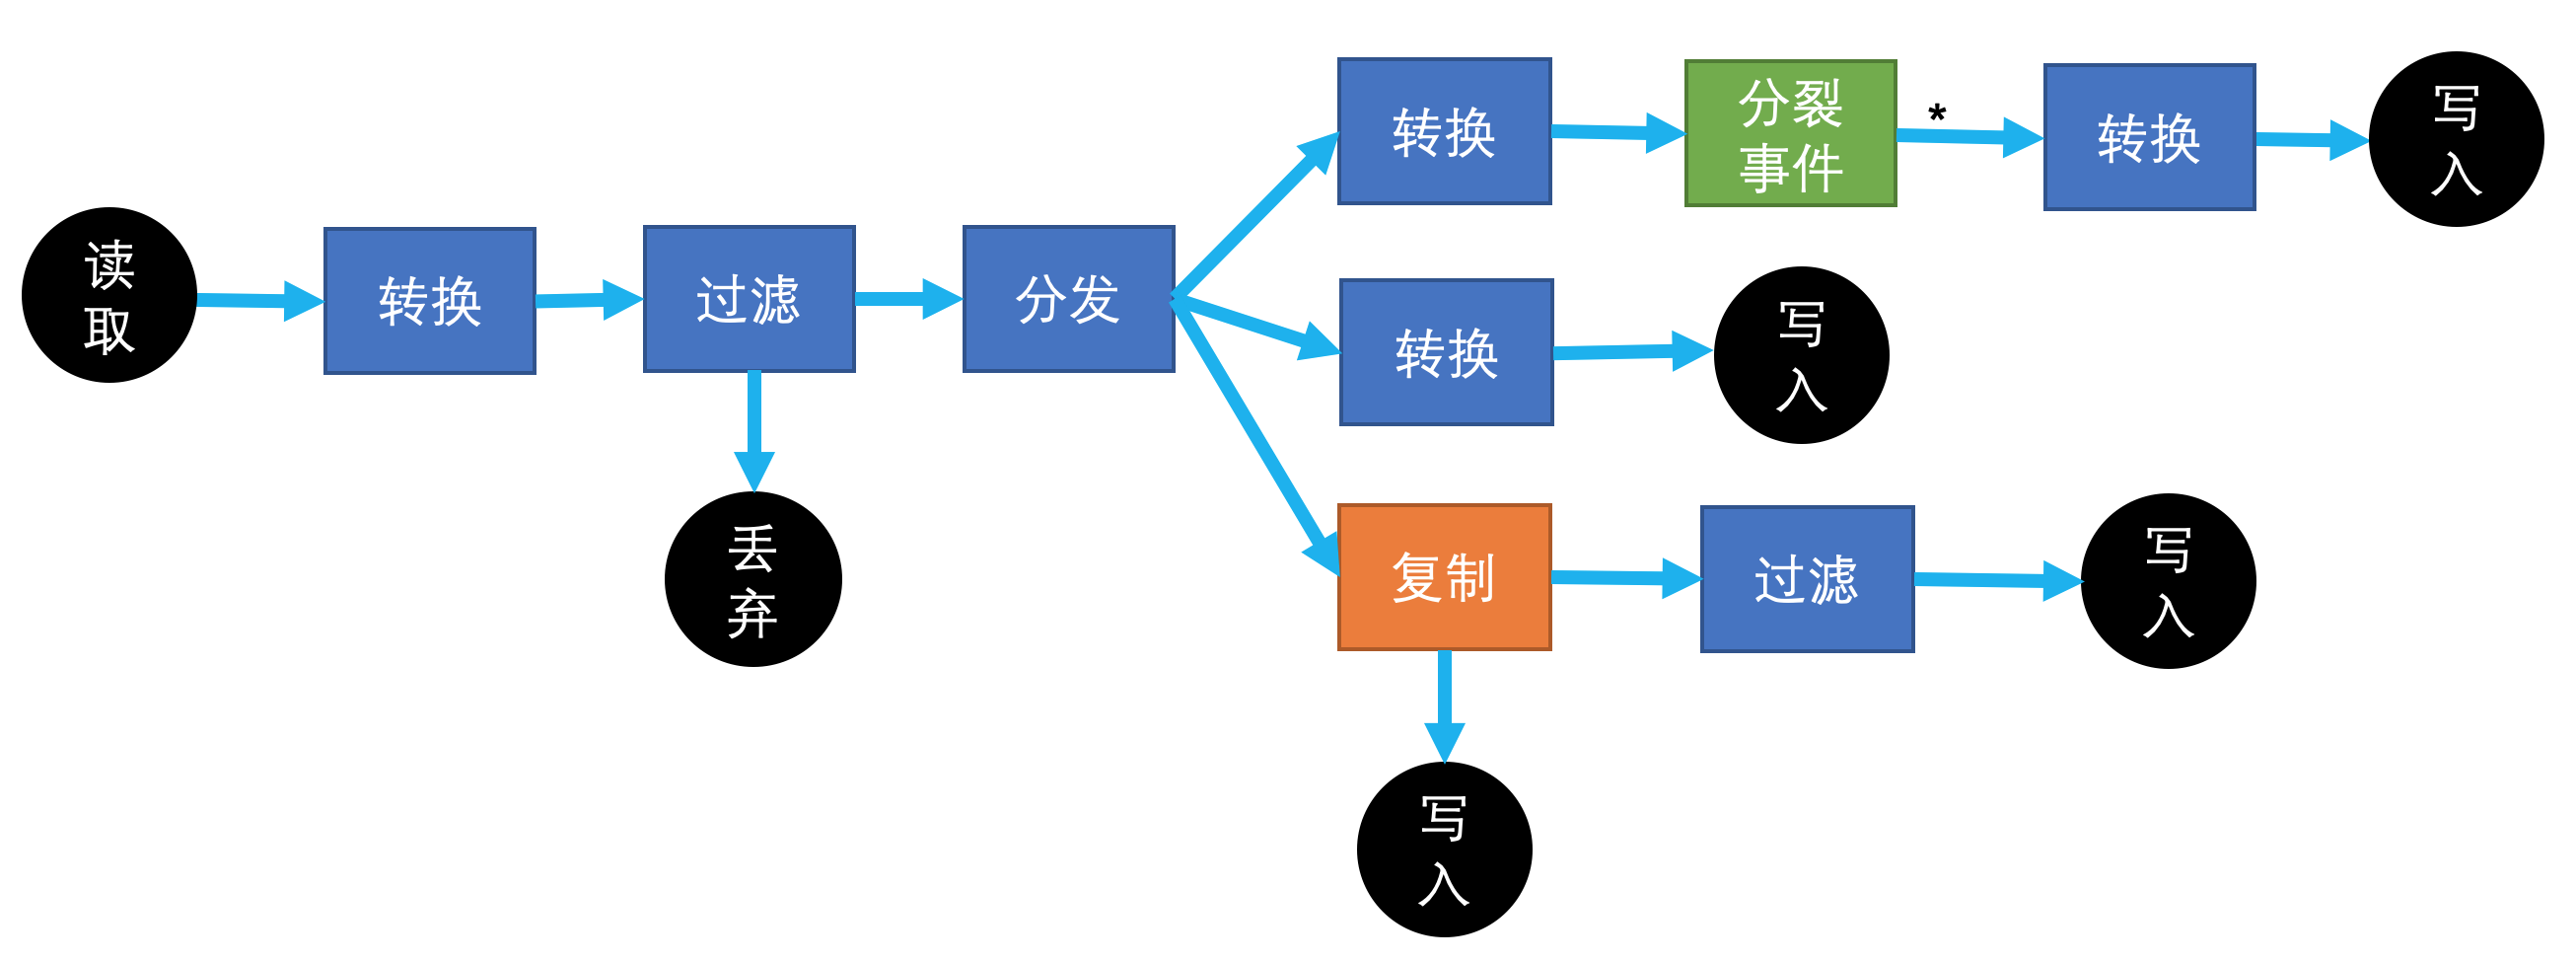 读
取
转换
过滤
丢
弃
分发
转换
分裂
事件
*
转换
写
入
转换
写
入
复制
过滤
写
入
写
入